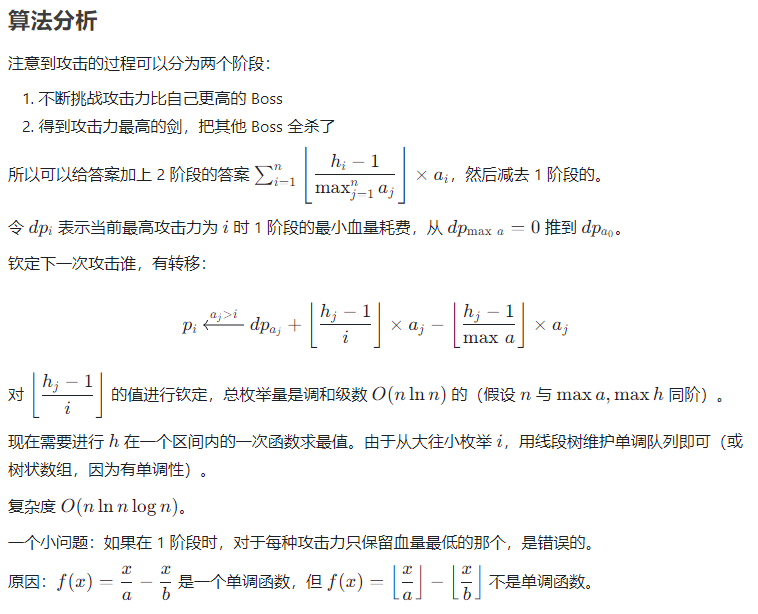 算法分析
注意到攻击的过程可以分为两个阶段：
1. 不断挑战攻击力比自己更高的 Boss
2. 得到攻击力最高的剑，把其他 Boss 全杀了
所以可以给答案加上 2 阶段的答案 $\sum_{i=1}^{n} \left\lfloor \frac{h_i - 1}{\max_{j=1}^{n} a_j} \right\rfloor \times a_i$，然后减去 1 阶段的。
令 $dp_i$ 表示当前最高攻击力为 $i$ 时 1 阶段的最小血量耗费，从 $dp_{\max a} = 0$ 推到 $dp_{a_0}$。
钦定下一次攻击谁，有转移：
$p_i \xleftarrow{a_j > i} dp_{a_j} + \left\lfloor \frac{h_j - 1}{i} \right\rfloor \times a_j - \left\lfloor \frac{h_j - 1}{\max a} \right\rfloor \times a_j$
对 $\left\lfloor \frac{h_j - 1}{i} \right\rfloor$ 的值进行钦定，总枚举量是调和级数 $O(n \ln n)$ 的（假设 $n$ 与 $\max a, \max h$ 同阶）。
现在需要进行 $h$ 在一个区间内的一次函数求最值。由于从大往小枚举 $i$，用线段树维护单调队列即可（或
树状数组，因为有单调性）。
复杂度 $O(n \ln n \log n)$。
一个小问题：如果在 1 阶段时，对于每种攻击力只保留血量最低的那个，是错误的。
原因：$f(x) = \frac{x}{a} - \frac{x}{b}$ 是一个单调函数，但 $f(x) = \left\lfloor \frac{x}{a} \right\rfloor - \left\lfloor \frac{x}{b} \right\rfloor$ 不是单调函数。